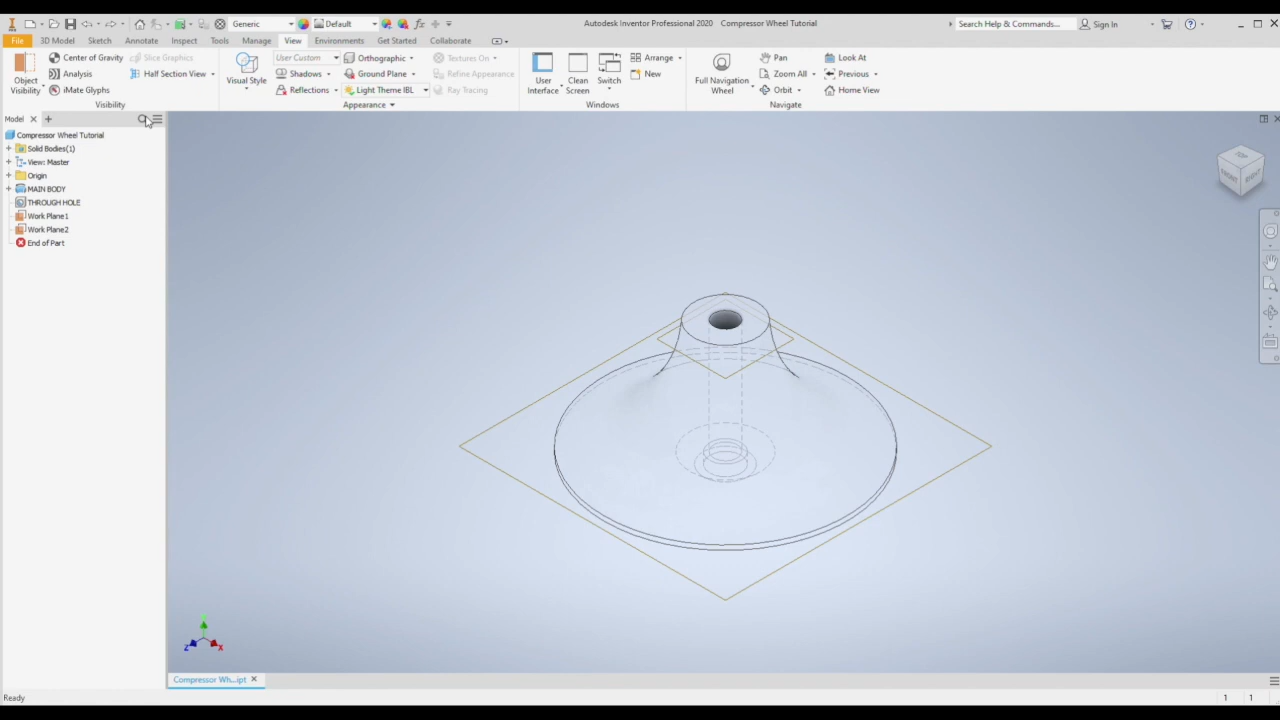 Generic
Default
Autodesk Inventor Professional 2020 Compressor Wheel Tutorial
Search Help & Commands...
Sign In
File 3D Model Sketch Annotate Inspect Tools Manage View Environments Get Started Collaborate
Object Visibility
Center of Gravity
Analysis
iMate Glyphs
Slice Graphics
Half Section View
Visibility
Visual Style
User Custom
Shadows
Reflections
Orthographic
Ground Plane
Light Theme IBL
Textures On
Refine Appearance
Ray Tracing
Appearance
User Interface
Clean Screen
Switch
Arrange
New
Windows
Full Navigation Wheel
Pan
Zoom All
Orbit
Look At
Previous
Home View
Navigate
Model
Compressor Wheel Tutorial
Solid Bodies(1)
View: Master
Origin
MAIN BODY
THROUGH HOLE
Work Plane1
Work Plane2
End of Part
FRONT
RIGHT
Z
X
Compressor Wh...ipt
Ready
1 1